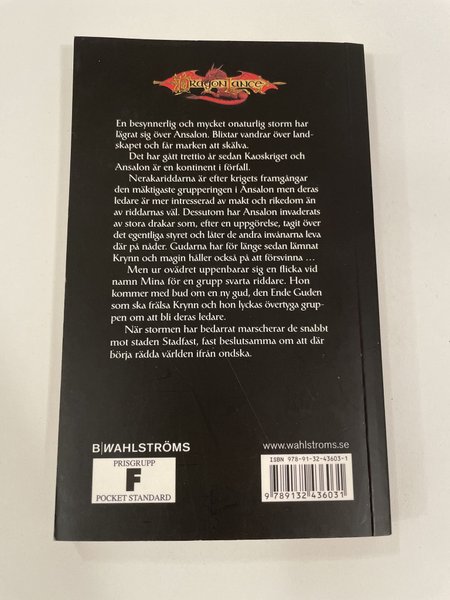 DRAGONLANCE
En besynnerlig och mycket onaturlig storm har
lägrat sig över Ansalon. Blixtar vandrar över land-
skapet och får marken att skälva.
Det har gått trettio år sedan Kaoskriget och
Ansalon är en kontinent i förfall.
Nerakariddarna är efter krigets framgångar
den mäktigaste grupperingen i Ansalon men deras
ledare är mer intresserad av makt och rikedom än
av riddarnas väl. Dessutom har Ansalon invaderats
av stora drakar som, efter en uppgörelse, tagit över
det egentliga styret och låter de andra invånarna leva
där på nåder. Gudarna har för länge sedan lämnat
Krynn och magin håller också på att försvinna ...
Men ur ovädret uppenbarar sig en flicka vid
namn Mina för en grupp svarta riddare. Hon
kommer med bud om en ny gud, den Ende Guden
som ska frälsa Krynn och hon lyckas övertyga grup-
pen om att bli deras ledare.
När stormen har bedarrat marscherar de snabbt
mot staden Stadfast, fast beslutsamma om att där
börja rädda världen ifrån ondska.
B|WAHLSTRÖMS
www.wahlstroms.se
PRISGRUPP
F
POCKET STANDARD
ISBN 978-91-32-43603-1
9 789132 436031